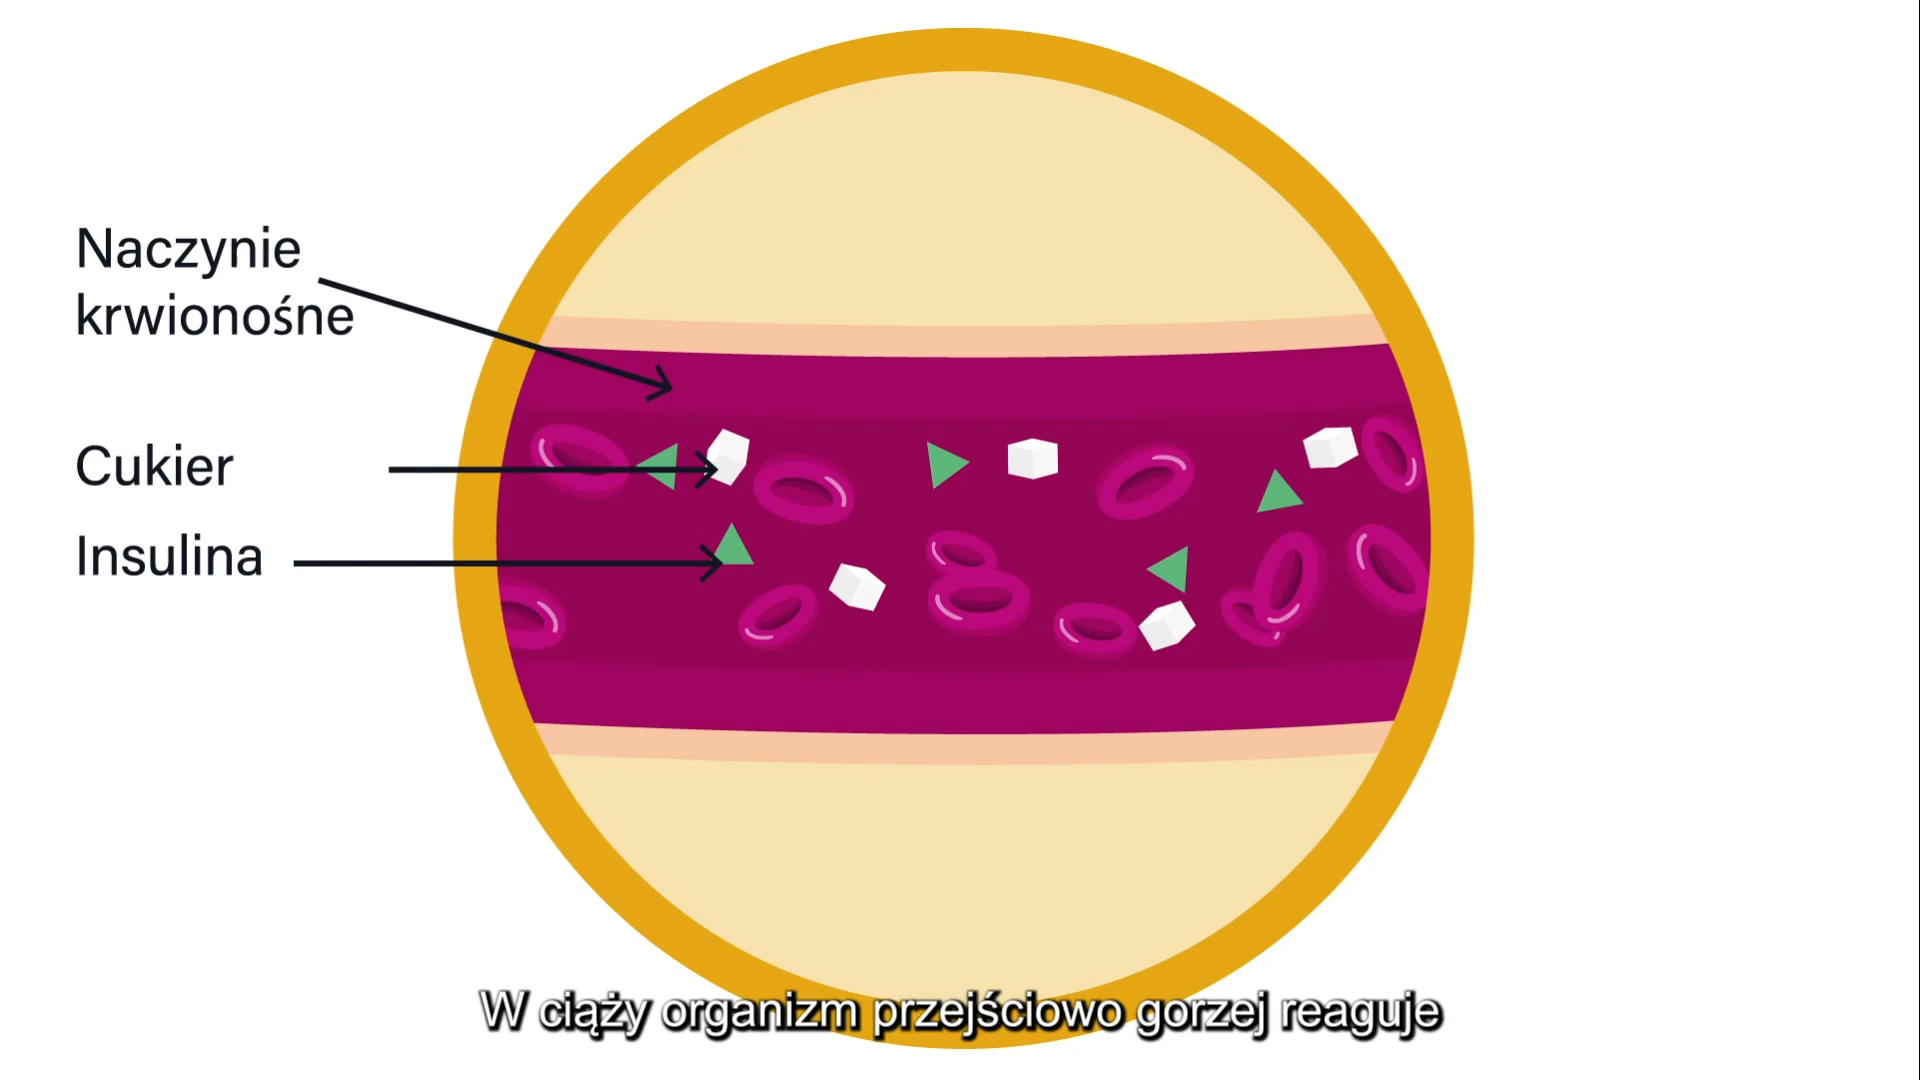 Naczynie
krwionośne
Cukier
Insulina
W ciąży organizm przejściowo gorzej reaguje